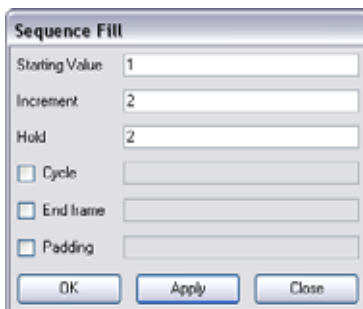 Sequence Fill
Starting Value 1
Increment 2
Hold 2
Cycle
End frame
Padding
OK Apply Close